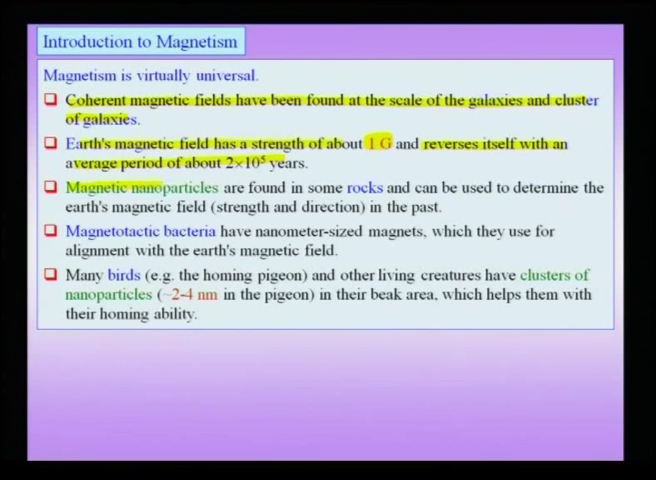 Introduction to Magnetism
Magnetism is virtually universal.
❑ Coherent magnetic fields have been found at the scale of the galaxies and cluster
of galaxies.
❑ Earth's magnetic field has a strength of about 1 G and reverses itself with an
average period of about 2×10⁵ years.
❑ Magnetic nanoparticles are found in some rocks and can be used to determine the
earth's magnetic field (strength and direction) in the past.
❑ Magnetotactic bacteria have nanometer-sized magnets, which they use for
alignment with the earth's magnetic field.
❑ Many birds (e.g. the homing pigeon) and other living creatures have clusters of
nanoparticles (~2-4 nm in the pigeon) in their beak area, which helps them with
their homing ability.